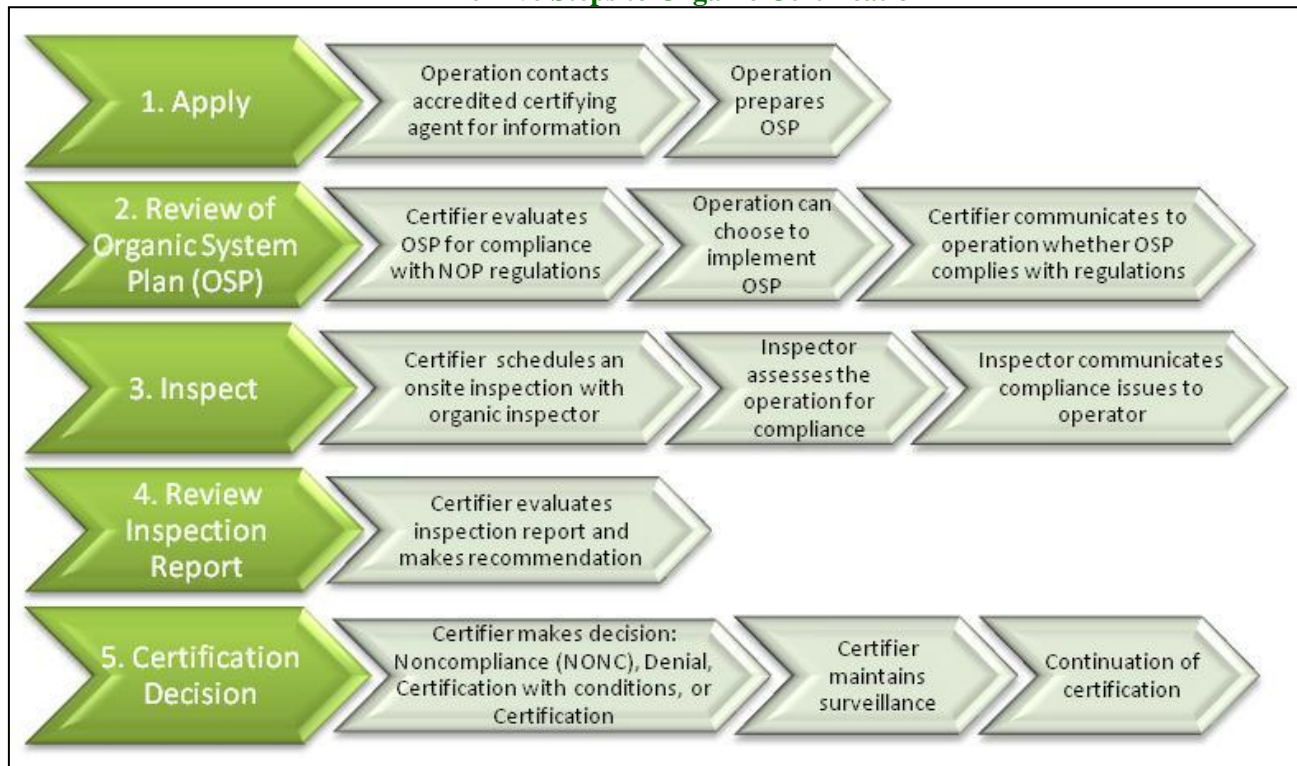 Five Steps to Organic Certification
1. Apply
Operation contacts
accredited certifying
agent for information
Operation
prepares
OSP
2. Review of
Organic System
Plan (OSP)
Certifier evaluates
OSP for compliance
with NOP regulations
Operation can
choose to
implement
OSP
Certifier communicates to
operation whether OSP
complies with regulations
3. Inspect
Certifier schedules an
onsite inspection with
organic inspector
Inspector
assesses the
operation for
compliance
Inspector communicates
compliance issues to
operator
4. Review
Inspection
Report
Certifier evaluates
inspection report and
makes recommendation
5. Certification
Decision
Certifier makes decision:
Noncompliance (NONC), Denial,
Certification with conditions, or
Certification
Certifier
maintains
surveillance
Continuation of
certification